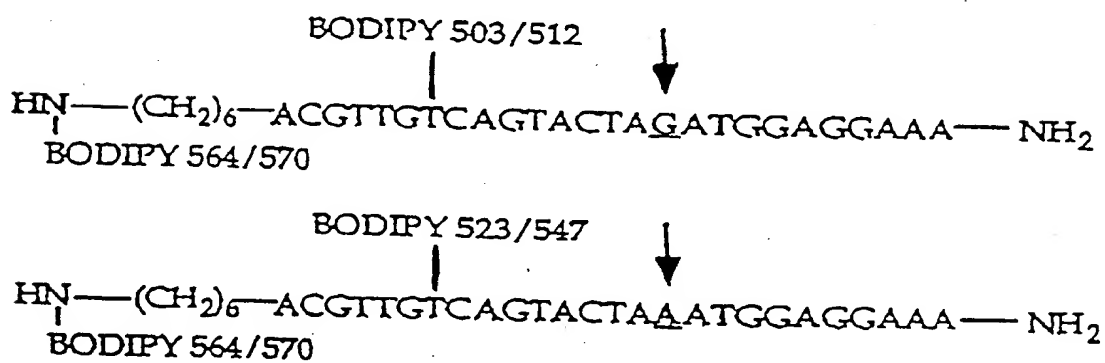 BODIPY 503/512
HN—(CH₂)₆—ACGTTGTCAGTACTAGATGGAGGAAA—NH₂
BODIPY 564/570
BODIPY 523/547
HN—(CH₂)₆—ACGTTGTCAGTACTAAATGGAGGAAA—NH₂
BODIPY 564/570